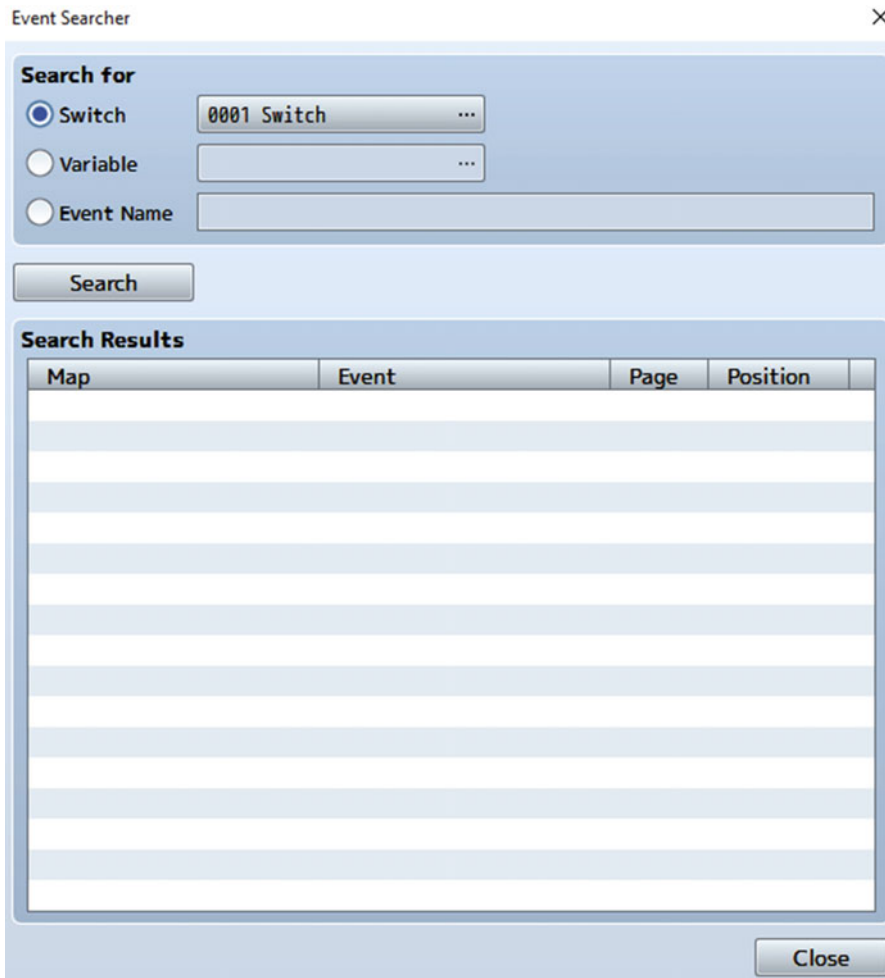 Event Searcher
Search for
Switch 0001 Switch ...
Variable ...
Event Name
Search
Search Results
Map Event Page Position
Close